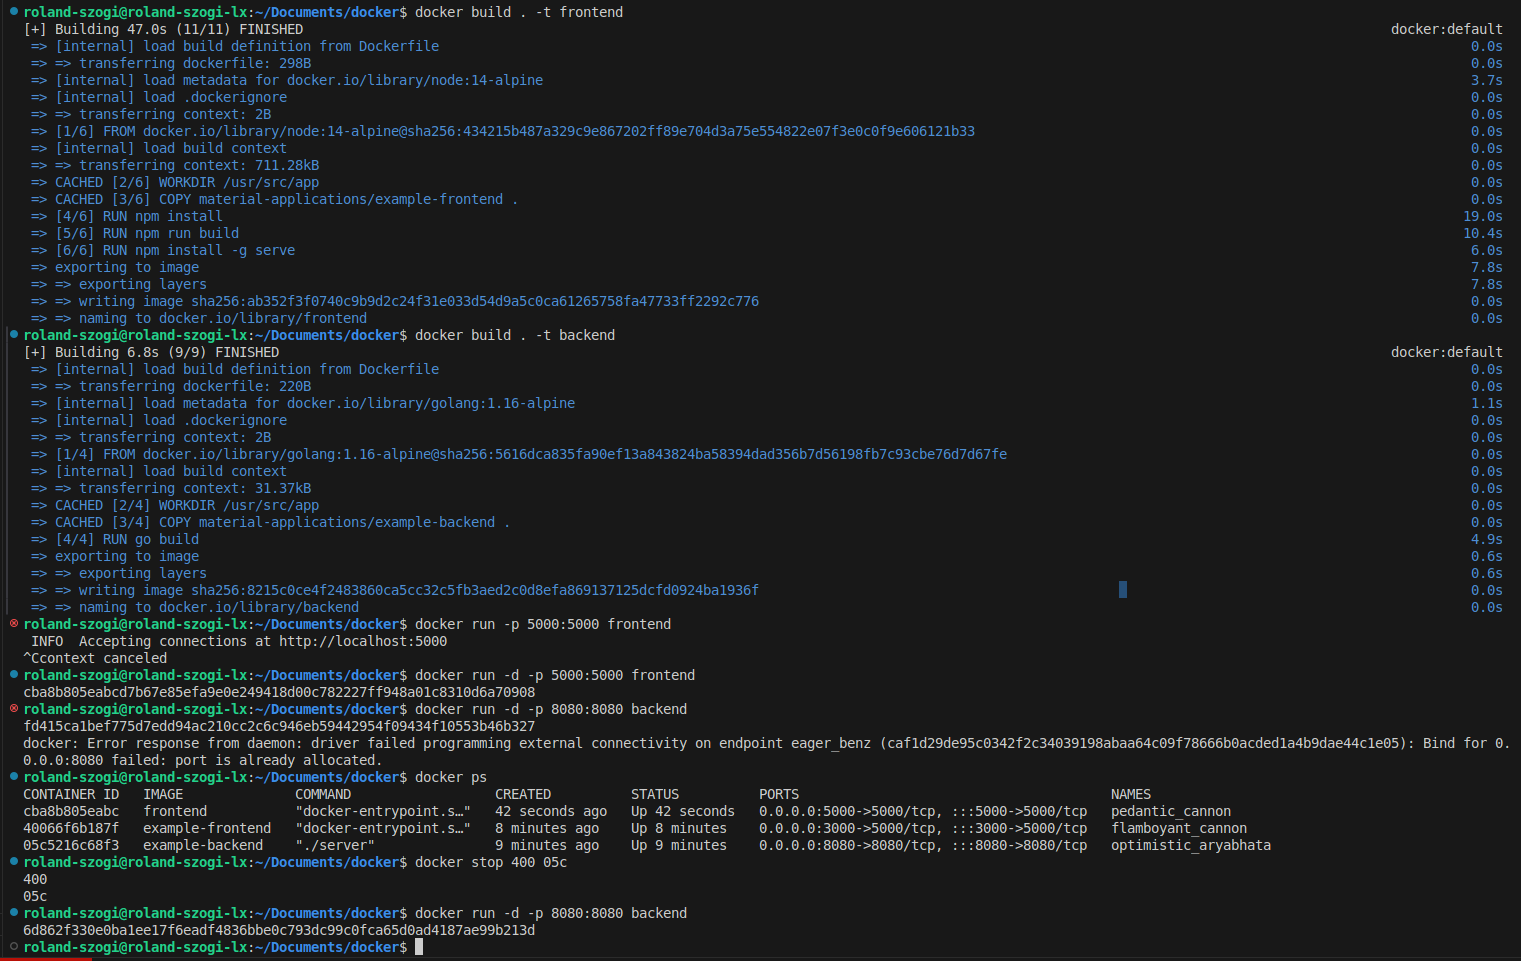 roland-szogi@roland-szogi-lx:~/Documents/docker$ docker build . -t frontend
[+] Building 47.0s (11/11) FINISHED docker:default
=> [internal] load build definition from Dockerfile 0.0s
=> => transferring dockerfile: 298B 0.0s
=> [internal] load metadata for docker.io/library/node:14-alpine 3.7s
=> [internal] load .dockerignore 0.0s
=> => transferring context: 2B 0.0s
=> [1/6] FROM docker.io/library/node:14-alpine@sha256:434215b487a329c9e867202ff89e704d3a75e554822e07f3e0c0f9e606121b33 0.0s
=> [internal] load build context 0.0s
=> => transferring context: 711.28kB 0.0s
=> CACHED [2/6] WORKDIR /usr/src/app 0.0s
=> CACHED [3/6] COPY material-applications/example-frontend . 0.0s
=> [4/6] RUN npm install 19.0s
=> [5/6] RUN npm run build 10.4s
=> [6/6] RUN npm install -g serve 6.0s
=> exporting to image 7.8s
=> => exporting layers 7.8s
=> => writing image sha256:ab352f3f0740c9b9d2c24f31e033d54d9a5c0ca61265758fa47733ff2292c776 0.0s
=> => naming to docker.io/library/frontend 0.0s
roland-szogi@roland-szogi-lx:~/Documents/docker$ docker build . -t backend
[+] Building 6.8s (9/9) FINISHED docker:default
=> [internal] load build definition from Dockerfile 0.0s
=> => transferring dockerfile: 220B 0.0s
=> [internal] load metadata for docker.io/library/golang:1.16-alpine 1.1s
=> [internal] load .dockerignore 0.0s
=> => transferring context: 2B 0.0s
=> [1/4] FROM docker.io/library/golang:1.16-alpine@sha256:5616dca835fa90ef13a843824ba58394dad356b7d56198fb7c93cbe76d7d67fe 0.0s
=> [internal] load build context 0.0s
=> => transferring context: 31.37kB 0.0s
=> CACHED [2/4] WORKDIR /usr/src/app 0.0s
=> CACHED [3/4] COPY material-applications/example-backend . 0.0s
=> [4/4] RUN go build 4.9s
=> exporting to image 0.6s
=> => exporting layers 0.6s
=> => writing image sha256:8215c0ce4f2483860ca5cc32c5fb3aed2c0d8efa869137125dcfd0924ba1936f 0.0s
=> => naming to docker.io/library/backend 0.0s
roland-szogi@roland-szogi-lx:~/Documents/docker$ docker run -p 5000:5000 frontend
INFO Accepting connections at http://localhost:5000
^Ccontext canceled
roland-szogi@roland-szogi-lx:~/Documents/docker$ docker run -d -p 5000:5000 frontend
cba8b805eabcd7b67e85efa9e0e249418d00c782227ff948a01c8310d6a70908
roland-szogi@roland-szogi-lx:~/Documents/docker$ docker run -d -p 8080:8080 backend
fd415ca1bef775d7edd94ac210cc2c6c946eb59442954f09434f10553b46b327
docker: Error response from daemon: driver failed programming external connectivity on endpoint eager_benz (caf1d29de95c0342f2c34039198abaa64c09f78666b0acded1a4b9dae44c1e05): Bind for 0.
0.0.0:8080 failed: port is already allocated.
roland-szogi@roland-szogi-lx:~/Documents/docker$ docker ps
CONTAINER ID IMAGE COMMAND CREATED STATUS PORTS NAMES
cba8b805eabc frontend "docker-entrypoint.s…" 42 seconds ago Up 42 seconds 0.0.0.0:5000->5000/tcp, :::5000->5000/tcp pedantic_cannon
40066f6b187f example-frontend "docker-entrypoint.s…" 8 minutes ago Up 8 minutes 0.0.0.0:3000->5000/tcp, :::3000->5000/tcp flamboyant_cannon
05c5216c68f3 example-backend "./server" 9 minutes ago Up 9 minutes 0.0.0.0:8080->8080/tcp, :::8080->8080/tcp optimistic_aryabhata
roland-szogi@roland-szogi-lx:~/Documents/docker$ docker stop 400 05c
400
05c
roland-szogi@roland-szogi-lx:~/Documents/docker$ docker run -d -p 8080:8080 backend
6d862f330e0ba1ee17f6eadf4836bbe0c793dc99c0fca65d0ad4187ae99b213d
roland-szogi@roland-szogi-lx:~/Documents/docker$